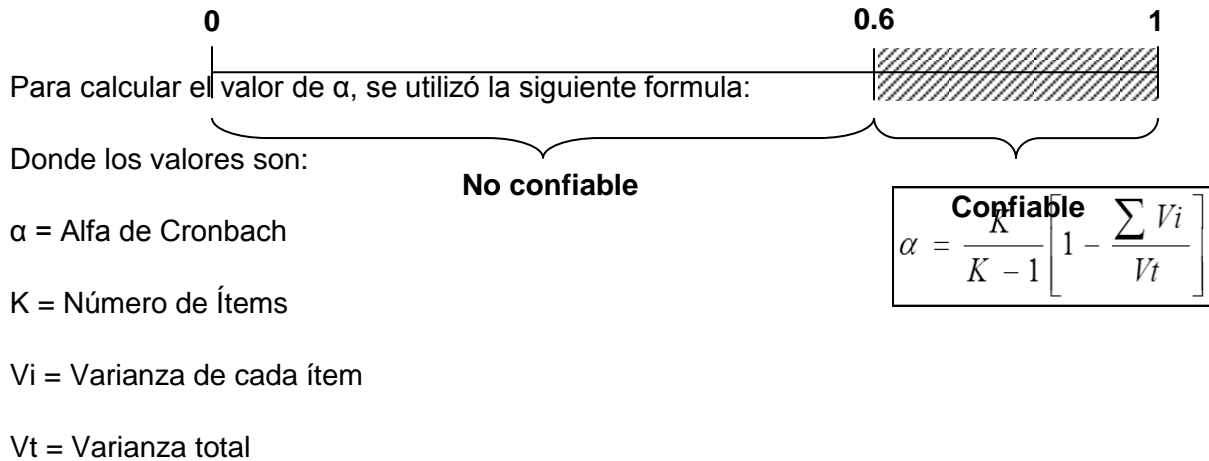 0 0.6 1
Para calcular el valor de α, se utilizó la siguiente formula:
Donde los valores son:
No confiable
Confiable
α = K / (K − 1) [1 − ∑ Vi / Vt]
α = Alfa de Cronbach
K = Número de Ítems
Vi = Varianza de cada ítem
Vt = Varianza total